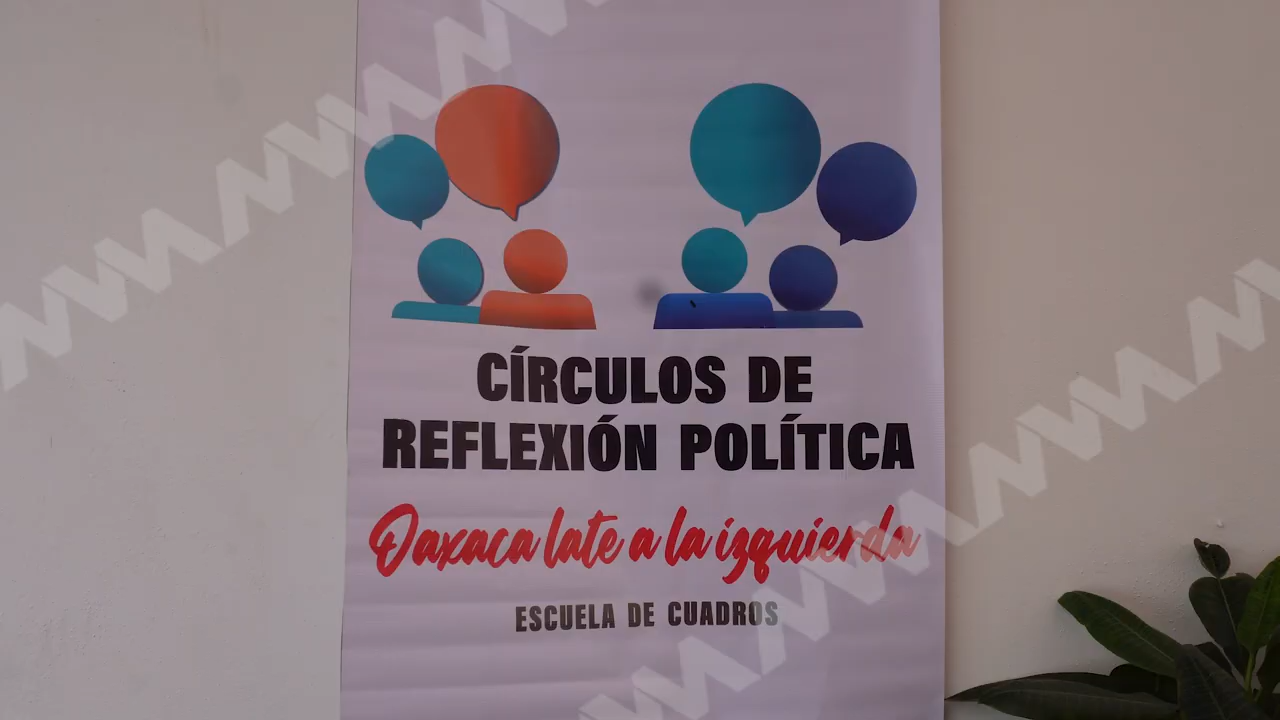 CÍRCULOS DE
REFLEXIÓN POLÍTICA
Oaxaca late a la izquierda
ESCUELA DE CUADROS